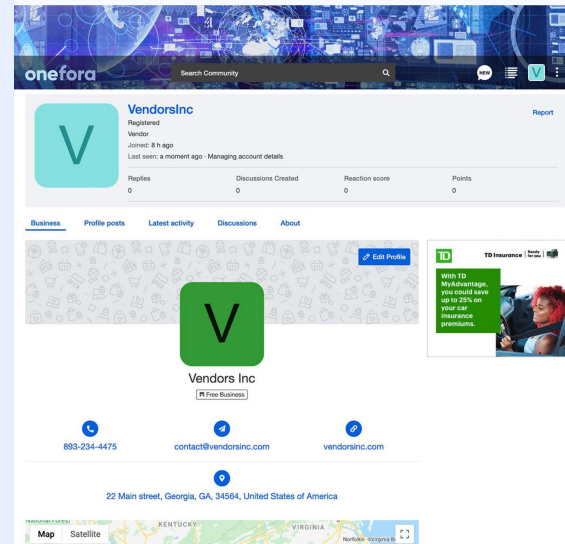 onefora
Search Community
NEW
V
V
VendorsInc
Report
Registered
Vendor
Joined: 8 h ago
Last seen: a moment ago · Managing account details
Replies
Discussions Created
Reaction score
Points
0
0
0
0
Business
Profile posts
Latest activity
Discussions
About
Edit Profile
V
Vendors Inc
Free Business
893-234-4475
contact@vendorsinc.com
vendorsinc.com
22 Main street, Georgia, GA, 34564, United States of America
Map
Satellite
KENTUCKY
VIRGINIA
Norfolk
TD
TD Insurance
Ready
for you
With TD
MyAdvantage,
you could save
up to 25% on
your car
insurance
premiums.